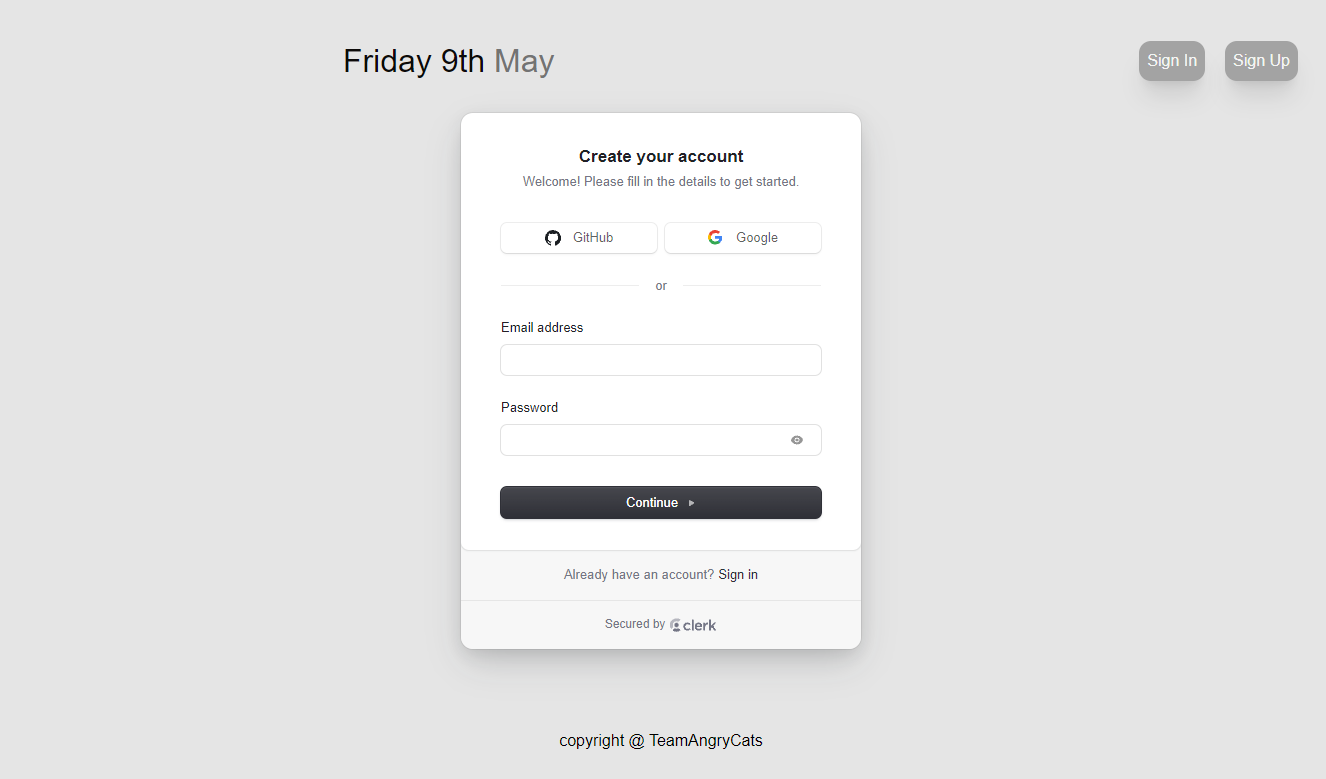 Friday 9th May
Sign In
Sign Up
Create your account
Welcome! Please fill in the details to get started.
GitHub
Google
or
Email address
Password
Continue
Already have an account? Sign in
Secured by clerk
copyright @ TeamAngryCats